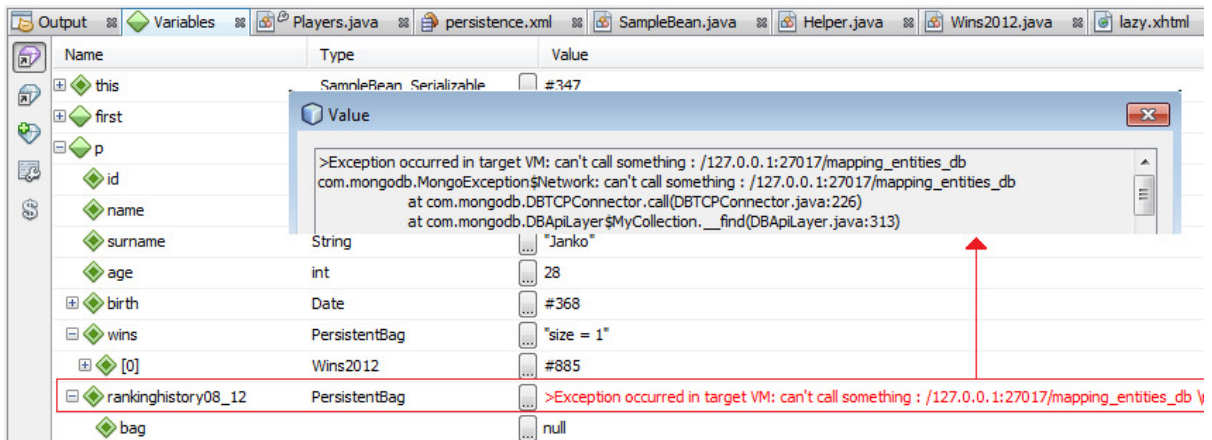 Output Variables Players.java persistence.xml SampleBean.java Helper.java Wins2012.java lazy.xhtml
Name Type Value
this SampleBean Serializable ... #347
first
Value
p
>Exception occurred in target VM: can't call something : /127.0.0.1:27017/mapping_entities_db
com.mongodb.MongoException$Network: can't call something : /127.0.0.1:27017/mapping_entities_db
id
at com.mongodb.DBTCPConnector.call(DBTCPConnector.java:226)
name
at com.mongodb.DBApiLayer$MyCollection.__find(DBApiLayer.java:313)
surname String ... "Janko"
age int ... 28
birth Date ... #368
wins PersistentBag ... "size = 1"
[0] Wins2012 ... #885
rankinghistory08_12 PersistentBag ... >Exception occurred in target VM: can't call something : /127.0.0.1:27017/mapping_entities_db
bag ... null